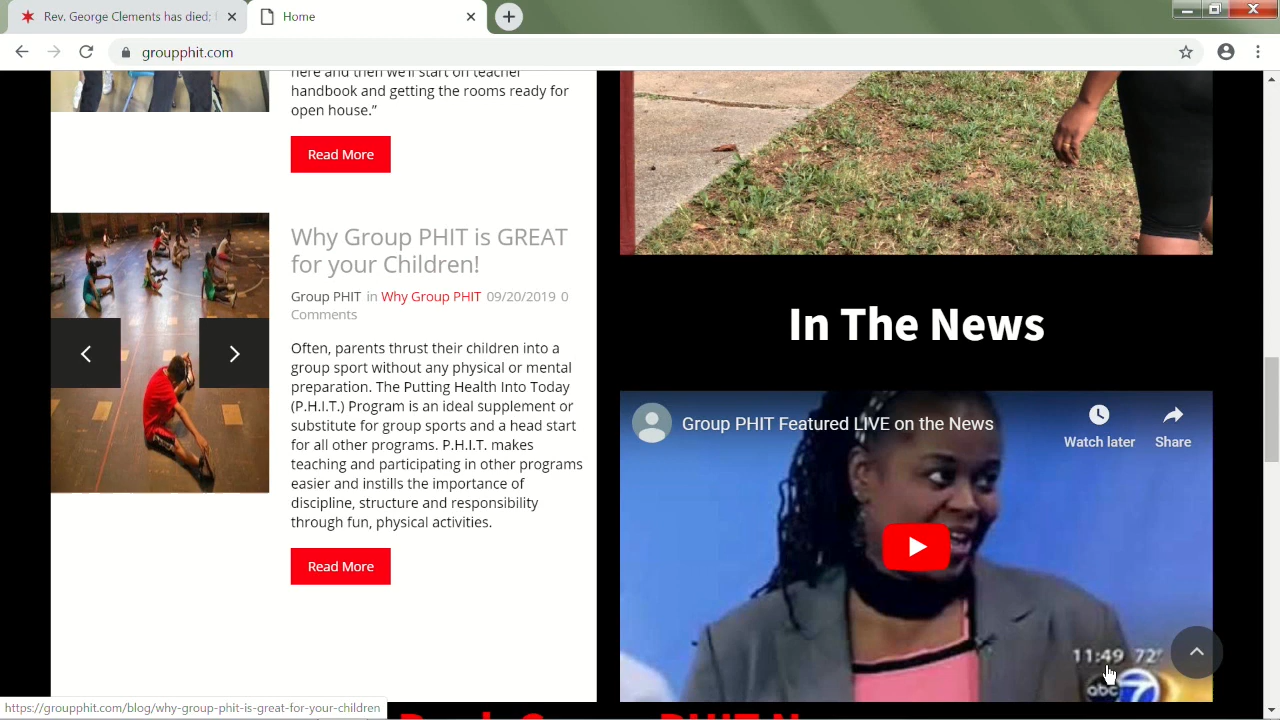 Rev. George Clements has died:
Home
groupphit.com
here and then we'll start on teacher
handbook and getting the rooms ready for
open house.”
Read More
Why Group PHIT is GREAT
for your Children!
Group PHIT in Why Group PHIT 09/20/2019 0
Comments
Often, parents thrust their children into a
group sport without any physical or mental
preparation. The Putting Health Into Today
(P.H.I.T.) Program is an ideal supplement or
substitute for group sports and a head start
for all other programs. P.H.I.T. makes
teaching and participating in other programs
easier and instills the importance of
discipline, structure and responsibility
through fun, physical activities.
Read More
In The News
Group PHIT Featured LIVE on the News
Watch later
Share
11:49 72°
abc 7
https://groupphit.com/blog/why-group-phit-is-great-for-your-children